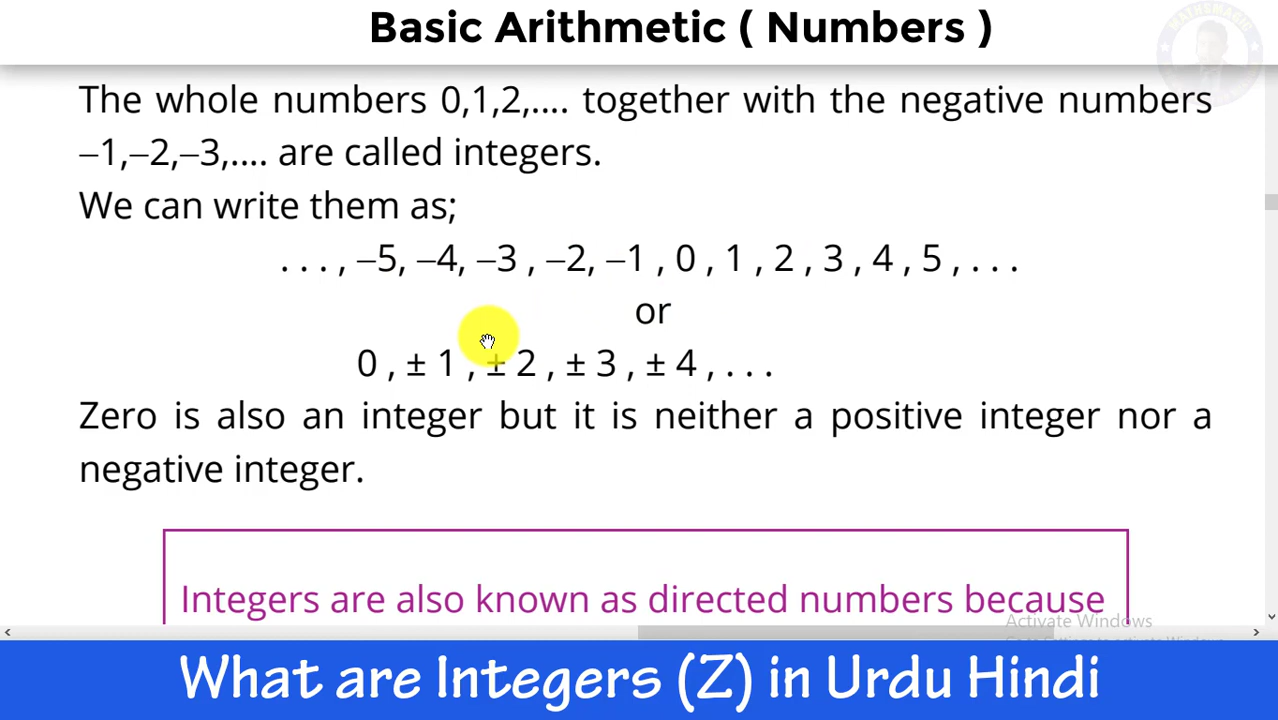 Basic Arithmetic ( Numbers )
MATHSMAGIC
The whole numbers 0,1,2,.... together with the negative numbers
–1,–2,–3,.... are called integers.
We can write them as;
. . . , –5, –4, –3 , –2, –1 , 0 , 1 , 2 , 3 , 4 , 5 , . . .
or
0 , ± 1 , ± 2 , ± 3 , ± 4 , . . .
Zero is also an integer but it is neither a positive integer nor a
negative integer.
Integers are also known as directed numbers because
Activate Windows
What are Integers (Z) in Urdu Hindi